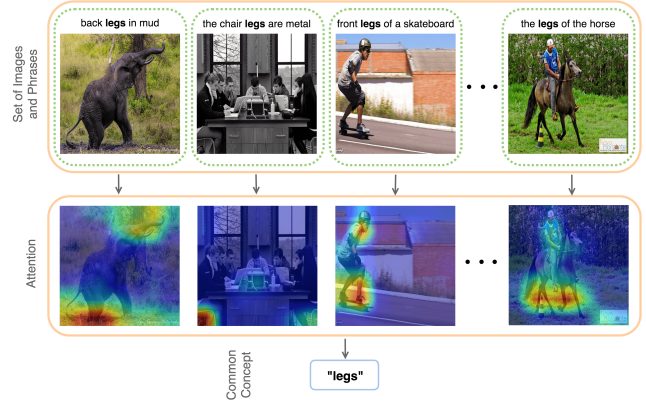 back legs in mud
the chair legs are metal
front legs of a skateboard
the legs of the horse
Set of Images
and Phrases
Attention
Common
Concept
"legs"